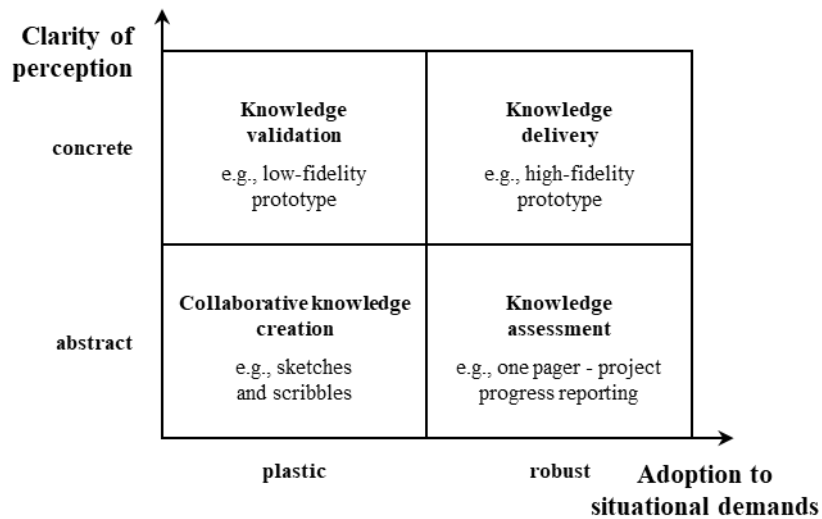 Clarity of
perception
concrete
Knowledge
validation
e.g., low-fidelity
prototype
Knowledge
delivery
e.g., high-fidelity
prototype
abstract
Collaborative knowledge
creation
e.g., sketches
and scribbles
Knowledge
assessment
e.g., one pager - project
progress reporting
plastic
robust
Adoption to
situational demands